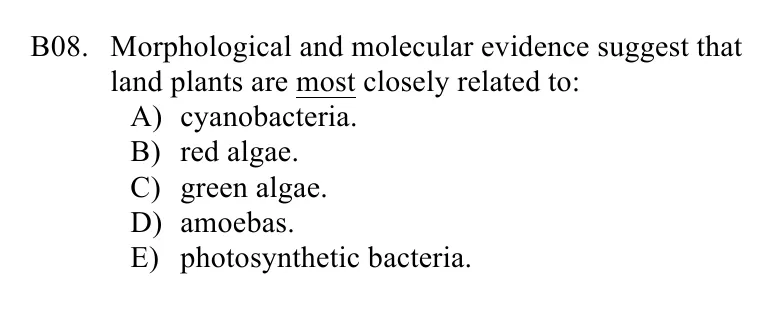 B08. Morphological and molecular evidence suggest that
land plants are most closely related to:
A) cyanobacteria.
B) red algae.
C) green algae.
D) amoebas.
E) photosynthetic bacteria.